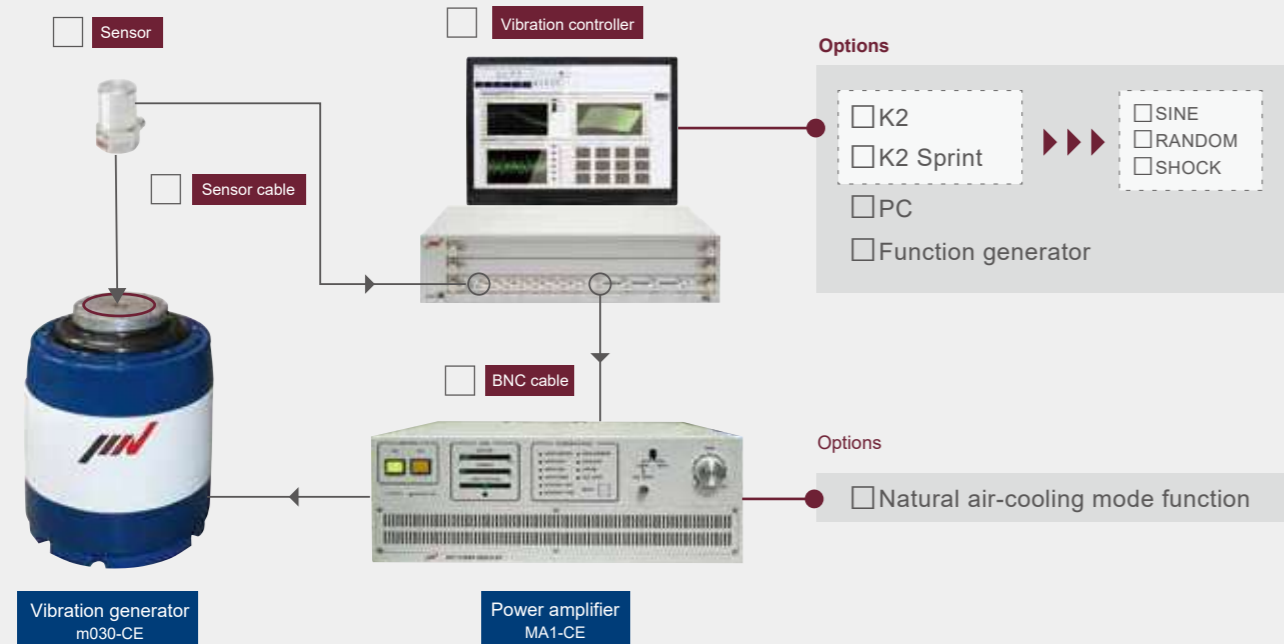 Sensor
Vibration controller
Options
K2
K2 Sprint
SINE
RANDOM
SHOCK
PC
Function generator
Sensor cable
BNC cable
Options
Natural air-cooling mode function
Vibration generator
m030-CE
Power amplifier
MA1-CE